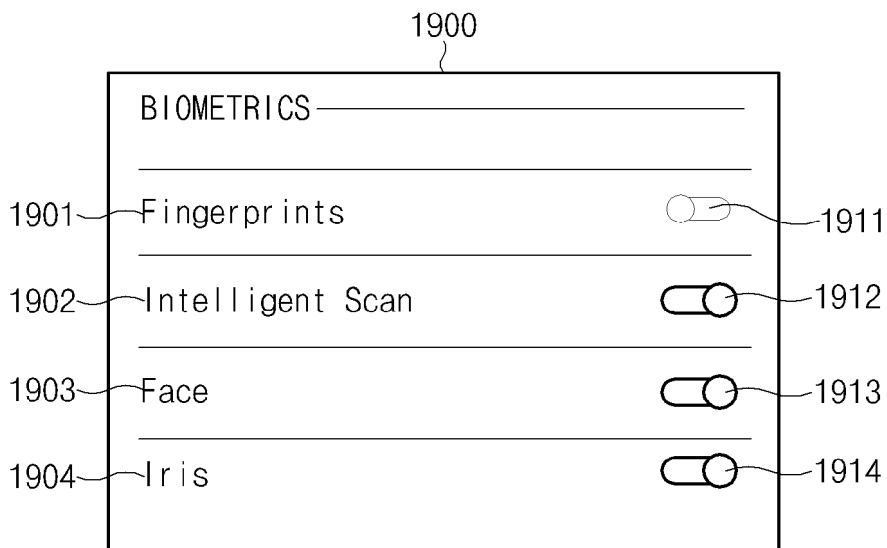 1900
BIOMETRICS
1901 Fingerprints 1911
1902 Intelligent Scan 1912
1903 Face 1913
1904 Iris 1914